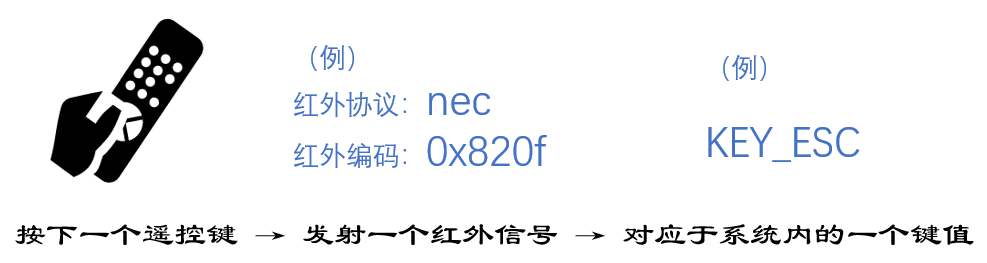 （例）
红外协议：nec
红外编码：0x820f
（例）
KEY_ESC
按下一个遥控键 → 发射一个红外信号 → 对应于系统内的一个键值